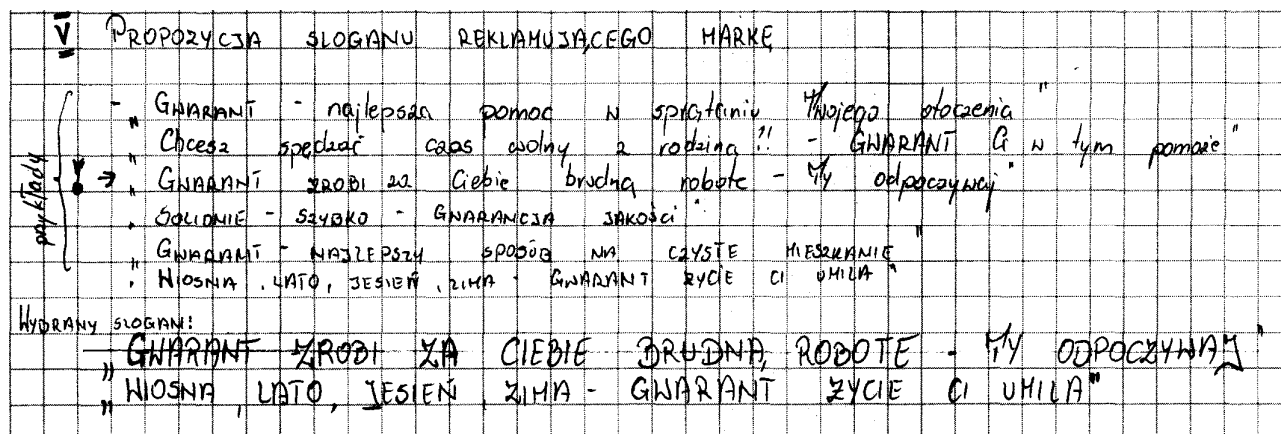 V PROPOZYCJA SLOGANU REKLAMUJĄCEGO MARKĘ
przykłady
- „GWARANT - najlepsza pomoc w sprzątaniu Twojego otoczenia"
„Chcesz spędzać czas wolny z rodziną?!! - GWARANT Ci w tym pomoże"
→ „GWARANT ZROBI za Ciebie brudną robotę - Ty odpoczywaj"
„SOLIDNIE - SZYBKO - GWARANCJA JAKOŚCI"
„GWARANT - NAJLEPSZY SPOSÓB NA CZYSTE MIESZKANIE"
„WIOSNA, LATO, JESIEŃ, ZIMA - GWARANT ŻYCIE CI UMILA"
WYBRANY SLOGAN:
„GWARANT ZROBI ZA CIEBIE BRUDNĄ ROBOTE - TY ODPOCZYWAJ"
„WIOSNA, LATO, JESIEŃ, ZIMA - GWARANT ŻYCIE CI UMILA"